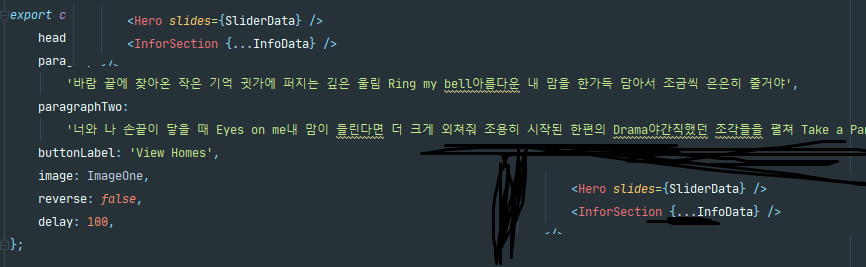 export c
<Hero slides={SliderData} />
<InforSection {...InfoData} />
head
para
'바람 끝에 찾아온 작은 기억 귓가에 퍼지는 깊은 울림 Ring my bell아름다운 내 맘을 한가득 담아서 조금씩 은은히 줄거야',
paragraphTwo:
'너와 나 손끝이 닿을 때 Eyes on me내 맘이 들린다면 더 크게 외쳐줘 조용히 시작된 한편의 Drama야간직했던 조각들을 펼쳐 Take a Par
buttonLabel: 'View Homes',
image: ImageOne,
reverse: false,
delay: 100,
};
<Hero slides={SliderData} />
<InforSection {...InfoData} />
</>